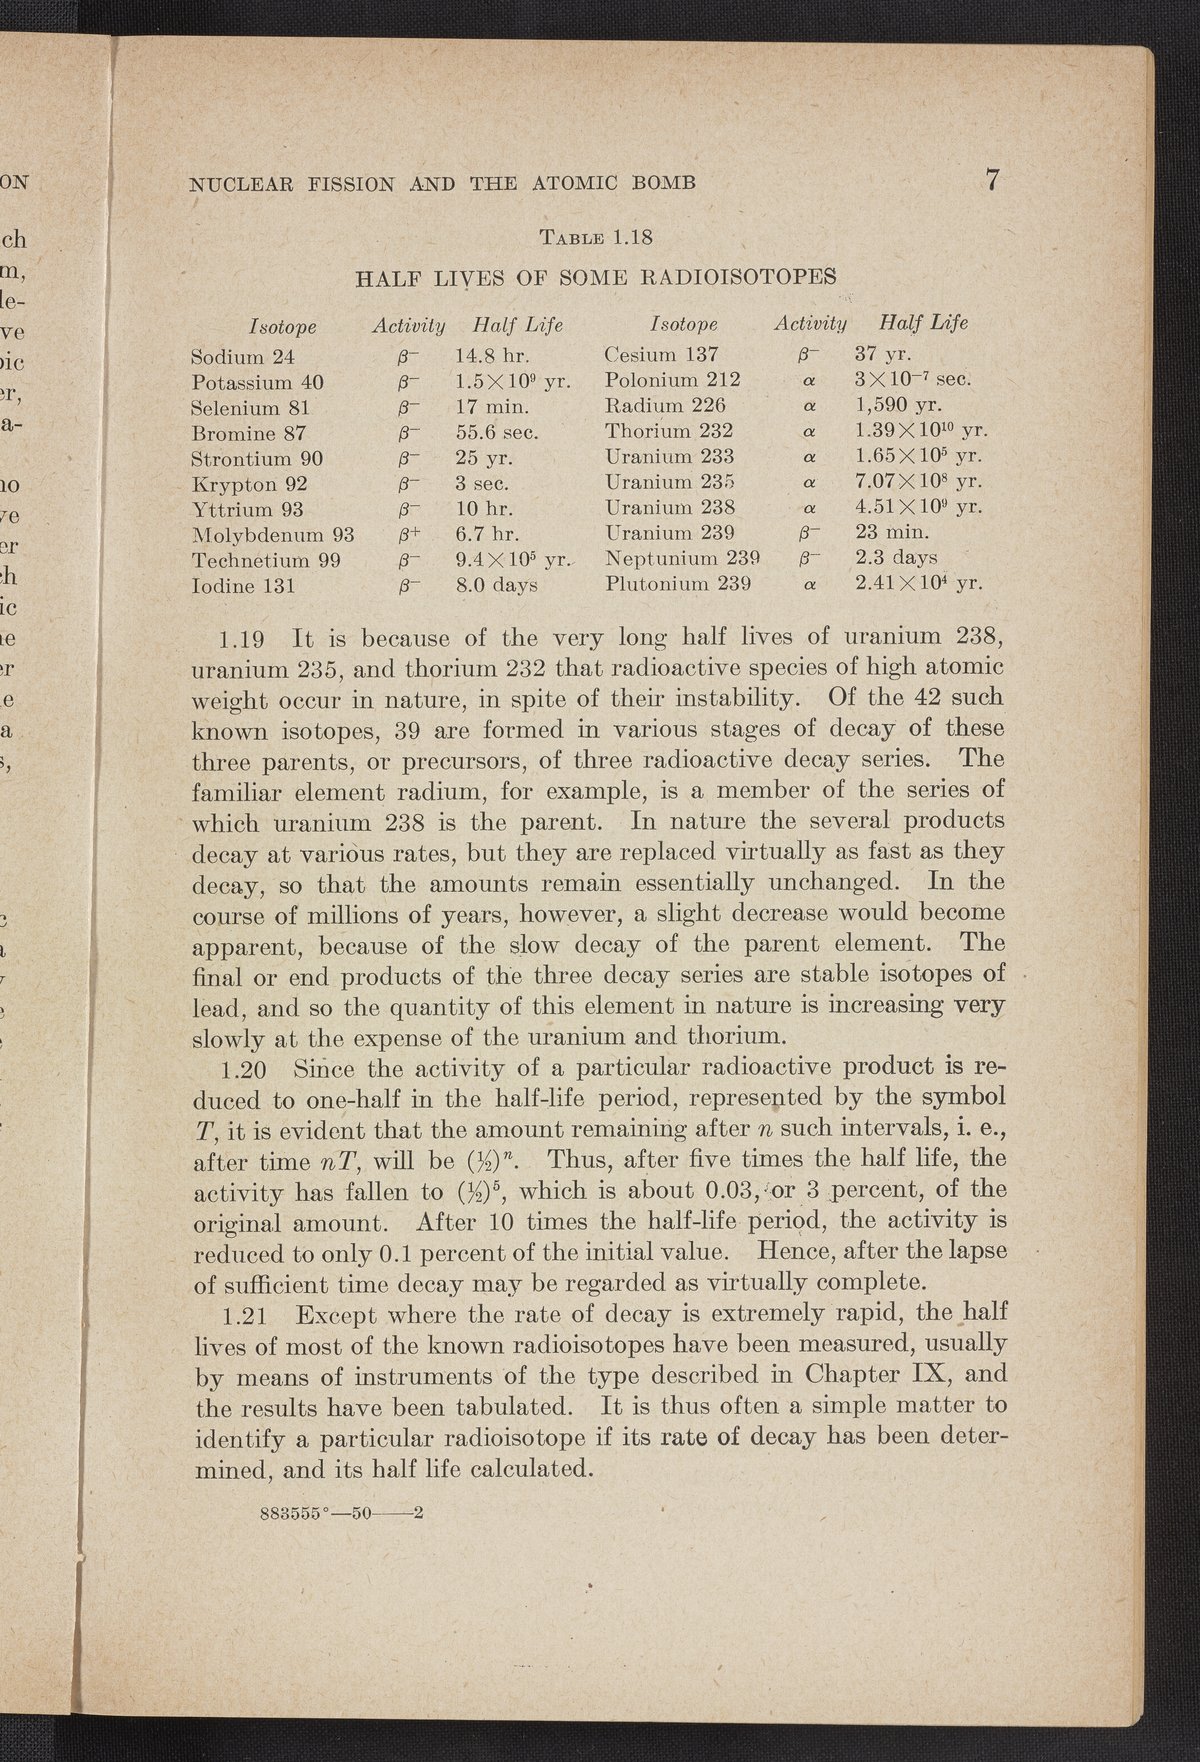 ON
ch
m,
le-
ve
er,
a-
no
ve
er
ch
ic
er
a
NUCLEAR FISSION AND THE ATOMIC BOMB 7
TABLE 1.18
HALF LIVES OF SOME RADIOISOTOPES
Isotope Activity Half Life Isotope Activity Half Life
Sodium 24 β⁻ 14.8 hr. Cesium 137 β⁻ 37 yr.
Potassium 40 β⁻ 1.5×10⁹ yr. Polonium 212 α 3×10⁻⁷ sec.
Selenium 81 β⁻ 17 min. Radium 226 α 1,590 yr.
Bromine 87 β⁻ 55.6 sec. Thorium 232 α 1.39×10¹⁰ yr.
Strontium 90 β⁻ 25 yr. Uranium 233 α 1.65×10⁵ yr.
Krypton 92 β⁻ 3 sec. Uranium 235 α 7.07×10⁸ yr.
Yttrium 93 β⁻ 10 hr. Uranium 238 α 4.51×10⁹ yr.
Molybdenum 93 β⁺ 6.7 hr. Uranium 239 β⁻ 23 min.
Technetium 99 β⁻ 9.4×10⁵ yr. Neptunium 239 β⁻ 2.3 days
Iodine 131 β⁻ 8.0 days Plutonium 239 α 2.41×10⁴ yr.
1.19 It is because of the very long half lives of uranium 238,
uranium 235, and thorium 232 that radioactive species of high atomic
weight occur in nature, in spite of their instability. Of the 42 such
known isotopes, 39 are formed in various stages of decay of these
three parents, or precursors, of three radioactive decay series. The
familiar element radium, for example, is a member of the series of
which uranium 238 is the parent. In nature the several products
decay at various rates, but they are replaced virtually as fast as they
decay, so that the amounts remain essentially unchanged. In the
course of millions of years, however, a slight decrease would become
apparent, because of the slow decay of the parent element. The
final or end products of the three decay series are stable isotopes of
lead, and so the quantity of this element in nature is increasing very
slowly at the expense of the uranium and thorium.
1.20 Since the activity of a particular radioactive product is re-
duced to one-half in the half-life period, represented by the symbol
T, it is evident that the amount remaining after n such intervals, i. e.,
after time nT, will be (½)ⁿ. Thus, after five times the half life, the
activity has fallen to (½)⁵, which is about 0.03, or 3 percent, of the
original amount. After 10 times the half-life period, the activity is
reduced to only 0.1 percent of the initial value. Hence, after the lapse
of sufficient time decay may be regarded as virtually complete.
1.21 Except where the rate of decay is extremely rapid, the half
lives of most of the known radioisotopes have been measured, usually
by means of instruments of the type described in Chapter IX, and
the results have been tabulated. It is thus often a simple matter to
identify a particular radioisotope if its rate of decay has been deter-
mined, and its half life calculated.
883555°—50——2